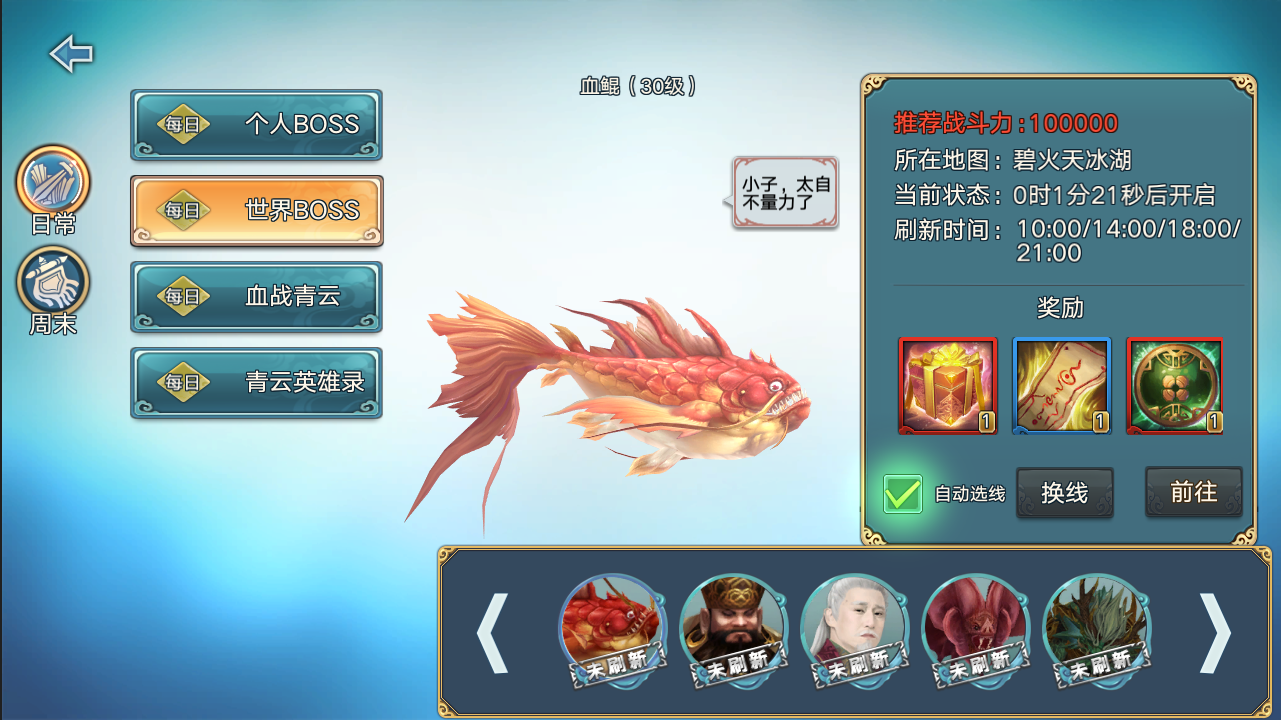 血鲲（30级）
日常
周末
每日 个人BOSS
每日 世界BOSS
每日 血战青云
每日 青云英雄录
小子，太自
不量力了
推荐战斗力:100000
所在地图：碧火天冰湖
当前状态：0时1分21秒后开启
刷新时间：10:00/14:00/18:00/
21:00
奖励
1 1 1
自动选线 换线 前往
未刷新 未刷新 未刷新 未刷新 未刷新